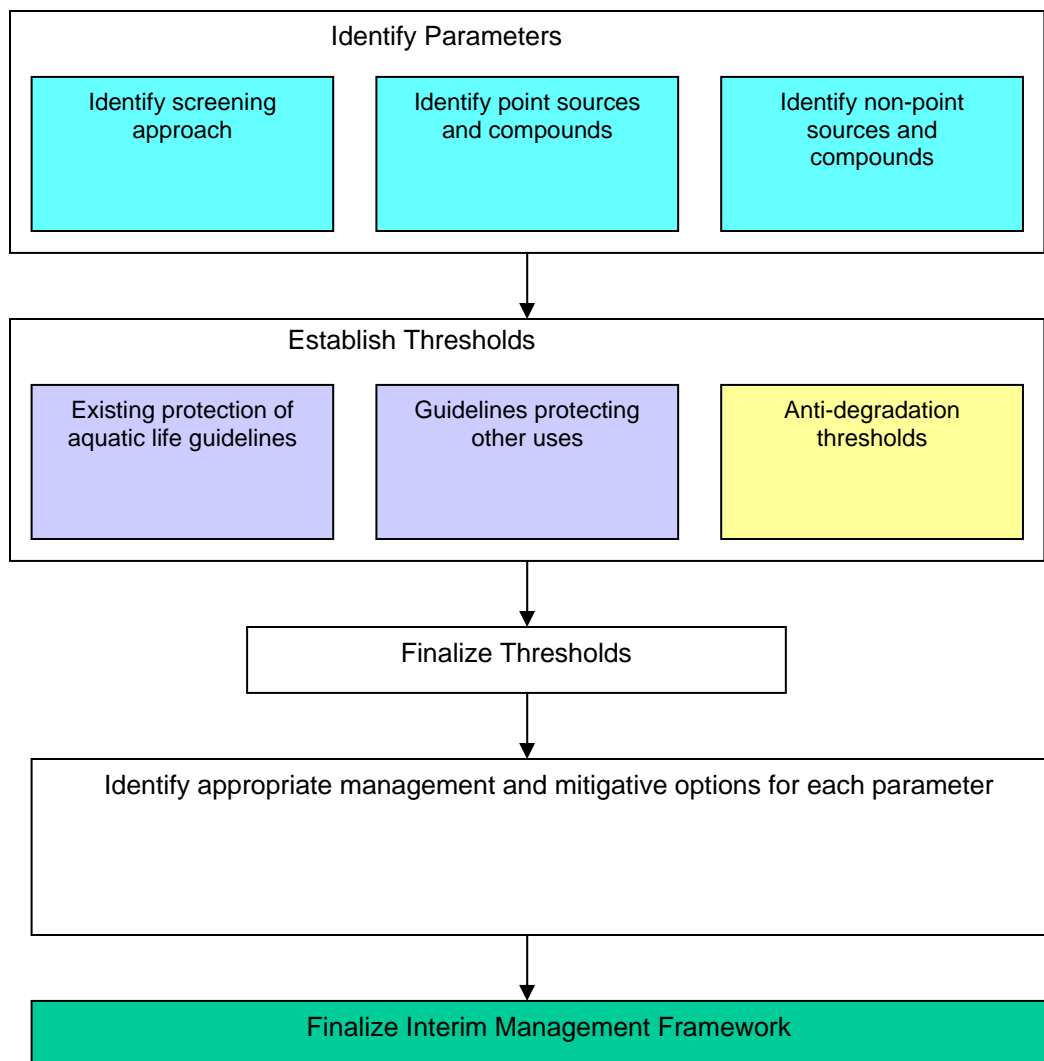 Identify Parameters
Identify screening
approach
Identify point sources
and compounds
Identify non-point
sources and
compounds
Establish Thresholds
Existing protection of
aquatic life guidelines
Guidelines protecting
other uses
Anti-degradation
thresholds
Finalize Thresholds
Identify appropriate management and mitigative options for each parameter
Finalize Interim Management Framework